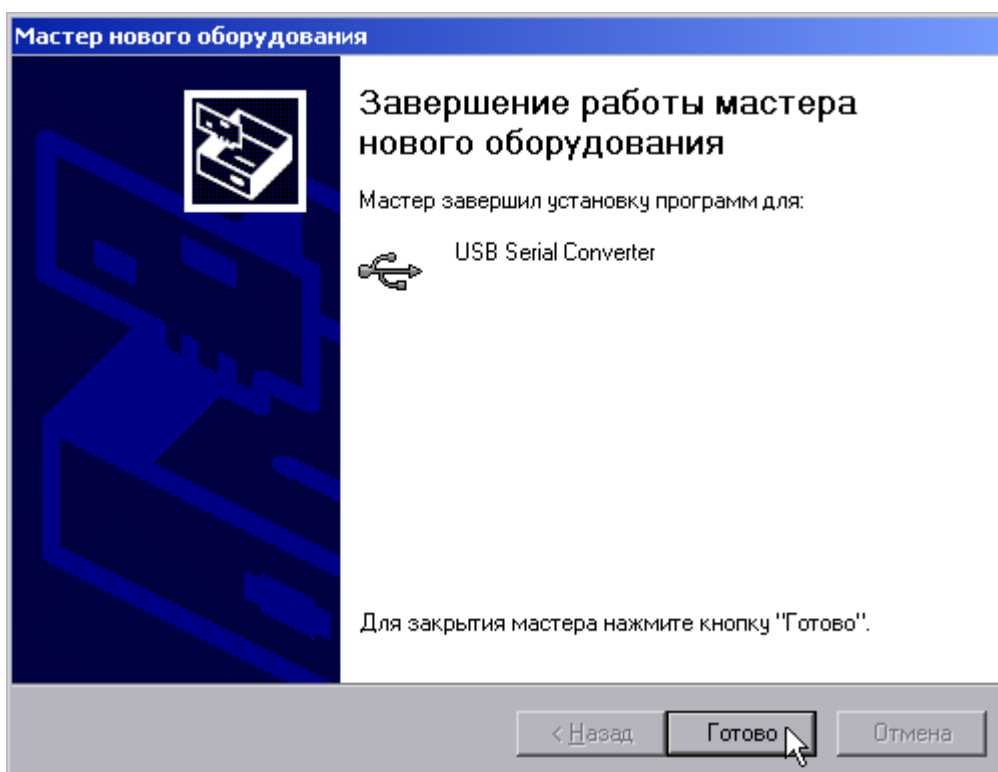 Мастер нового оборудования
Завершение работы мастера
нового оборудования
Мастер завершил установку программ для:
USB Serial Converter
Для закрытия мастера нажмите кнопку "Готово".
< Назад
Готово
Отмена